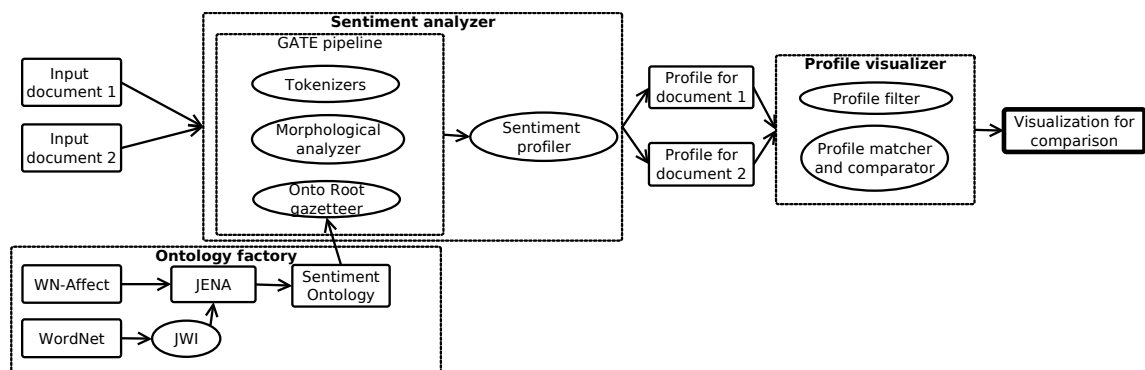 Sentiment analyzer
GATE pipeline
Input
document 1
Input
document 2
Tokenizers
Morphological
analyzer
Onto Root
gazetteer
Sentiment
profiler
Profile for
document 1
Profile for
document 2
Profile visualizer
Profile filter
Profile matcher
and comparator
Visualization for
comparison
Ontology factory
WN-Affect
JENA
Sentiment
Ontology
WordNet
JWI